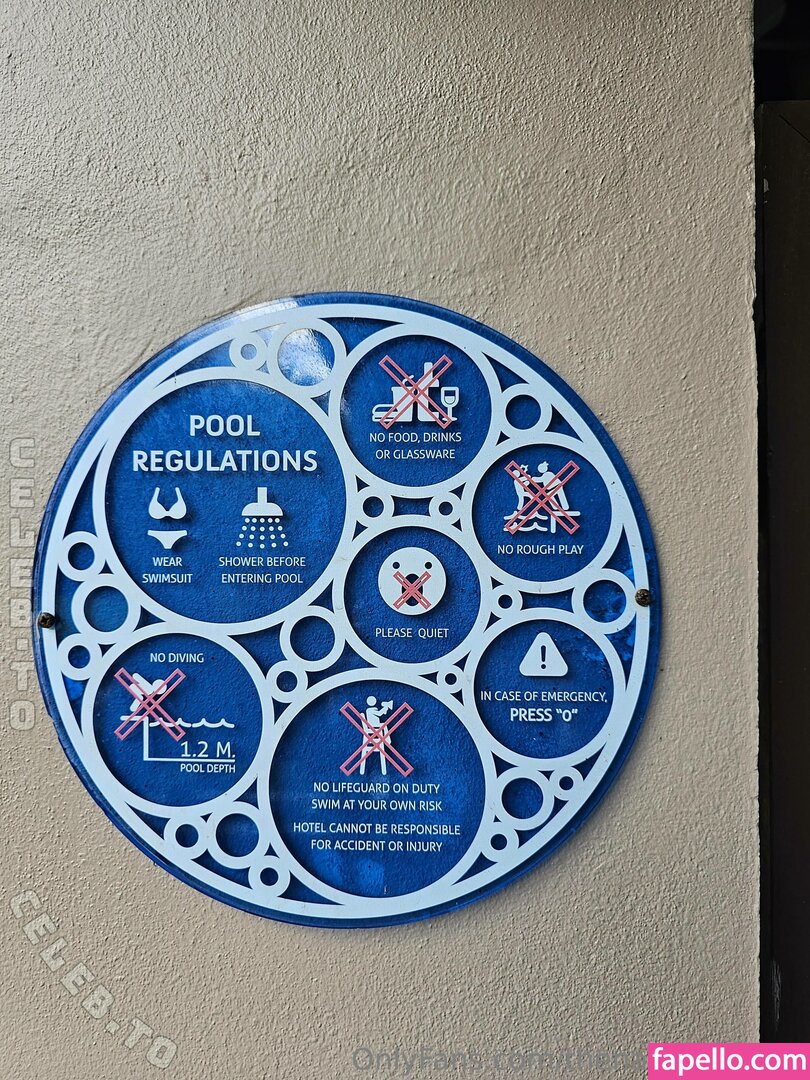 POOL
REGULATIONS
WEAR
SWIMSUIT
SHOWER BEFORE
ENTERING POOL
NO FOOD, DRINKS
OR GLASSWARE
NO ROUGH PLAY
PLEASE QUIET
NO DIVING
1.2 M.
POOL DEPTH
IN CASE OF EMERGENCY,
PRESS "0"
NO LIFEGUARD ON DUTY
SWIM AT YOUR OWN RISK
HOTEL CANNOT BE RESPONSIBLE
FOR ACCIDENT OR INJURY
CELEB.TO
CELEB.TO
fapello.com